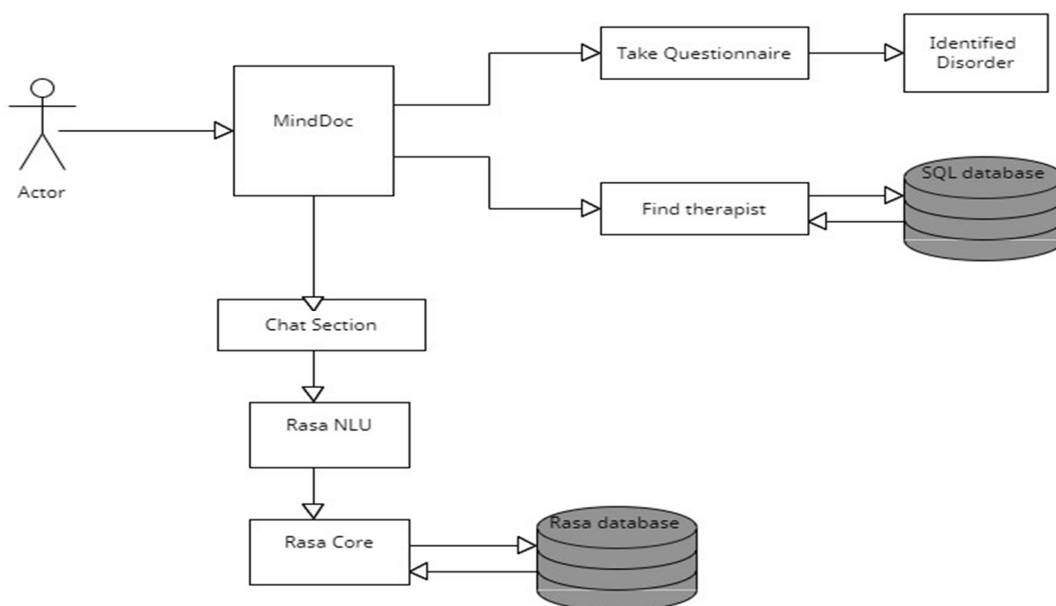 Take Questionnaire
Identified
Disorder
MindDoc
Actor
SQL database
Find therapist
Chat Section
Rasa NLU
Rasa Core
Rasa database